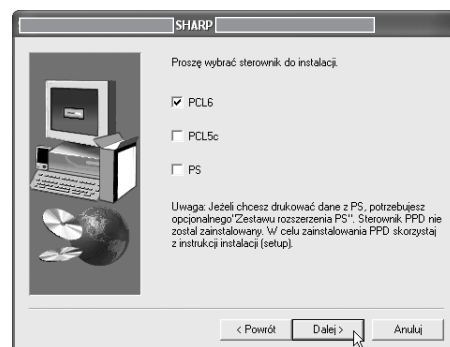 SHARP
Proszę wybrać sterownik do instalacji.
PCL6
PCL5c
PS
Uwaga: Jeżeli chcesz drukować dane z PS, potrzebujesz
opcjonalnego"Zestawu rozszerzenia PS". Sterownik PPD nie
zostal zainstalowany. W celu zainstalowania PPD skorzystaj
z instrukcji instalacji (setup).
< Powrót
Dalej >
Anuluj